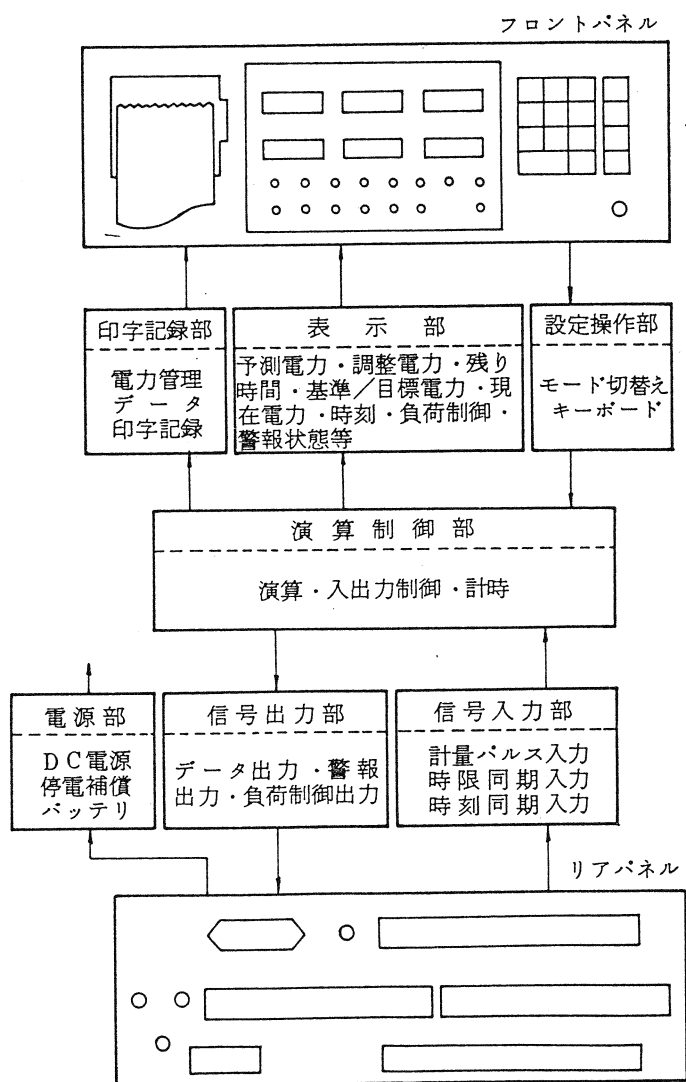 フロントパネル
印字記録部
電力管理
データ
印字記録
表示部
予測電力・調整電力・残り
時間・基準／目標電力・現
在電力・時刻・負荷制御・
警報状態等
設定操作部
モード切替え
キーボード
演算制御部
演算・入出力制御・計時
電源部
DC電源
停電補償
バッテリ
信号出力部
データ出力・警報
出力・負荷制御出力
信号入力部
計量パルス入力
時限同期入力
時刻同期入力
リアパネル